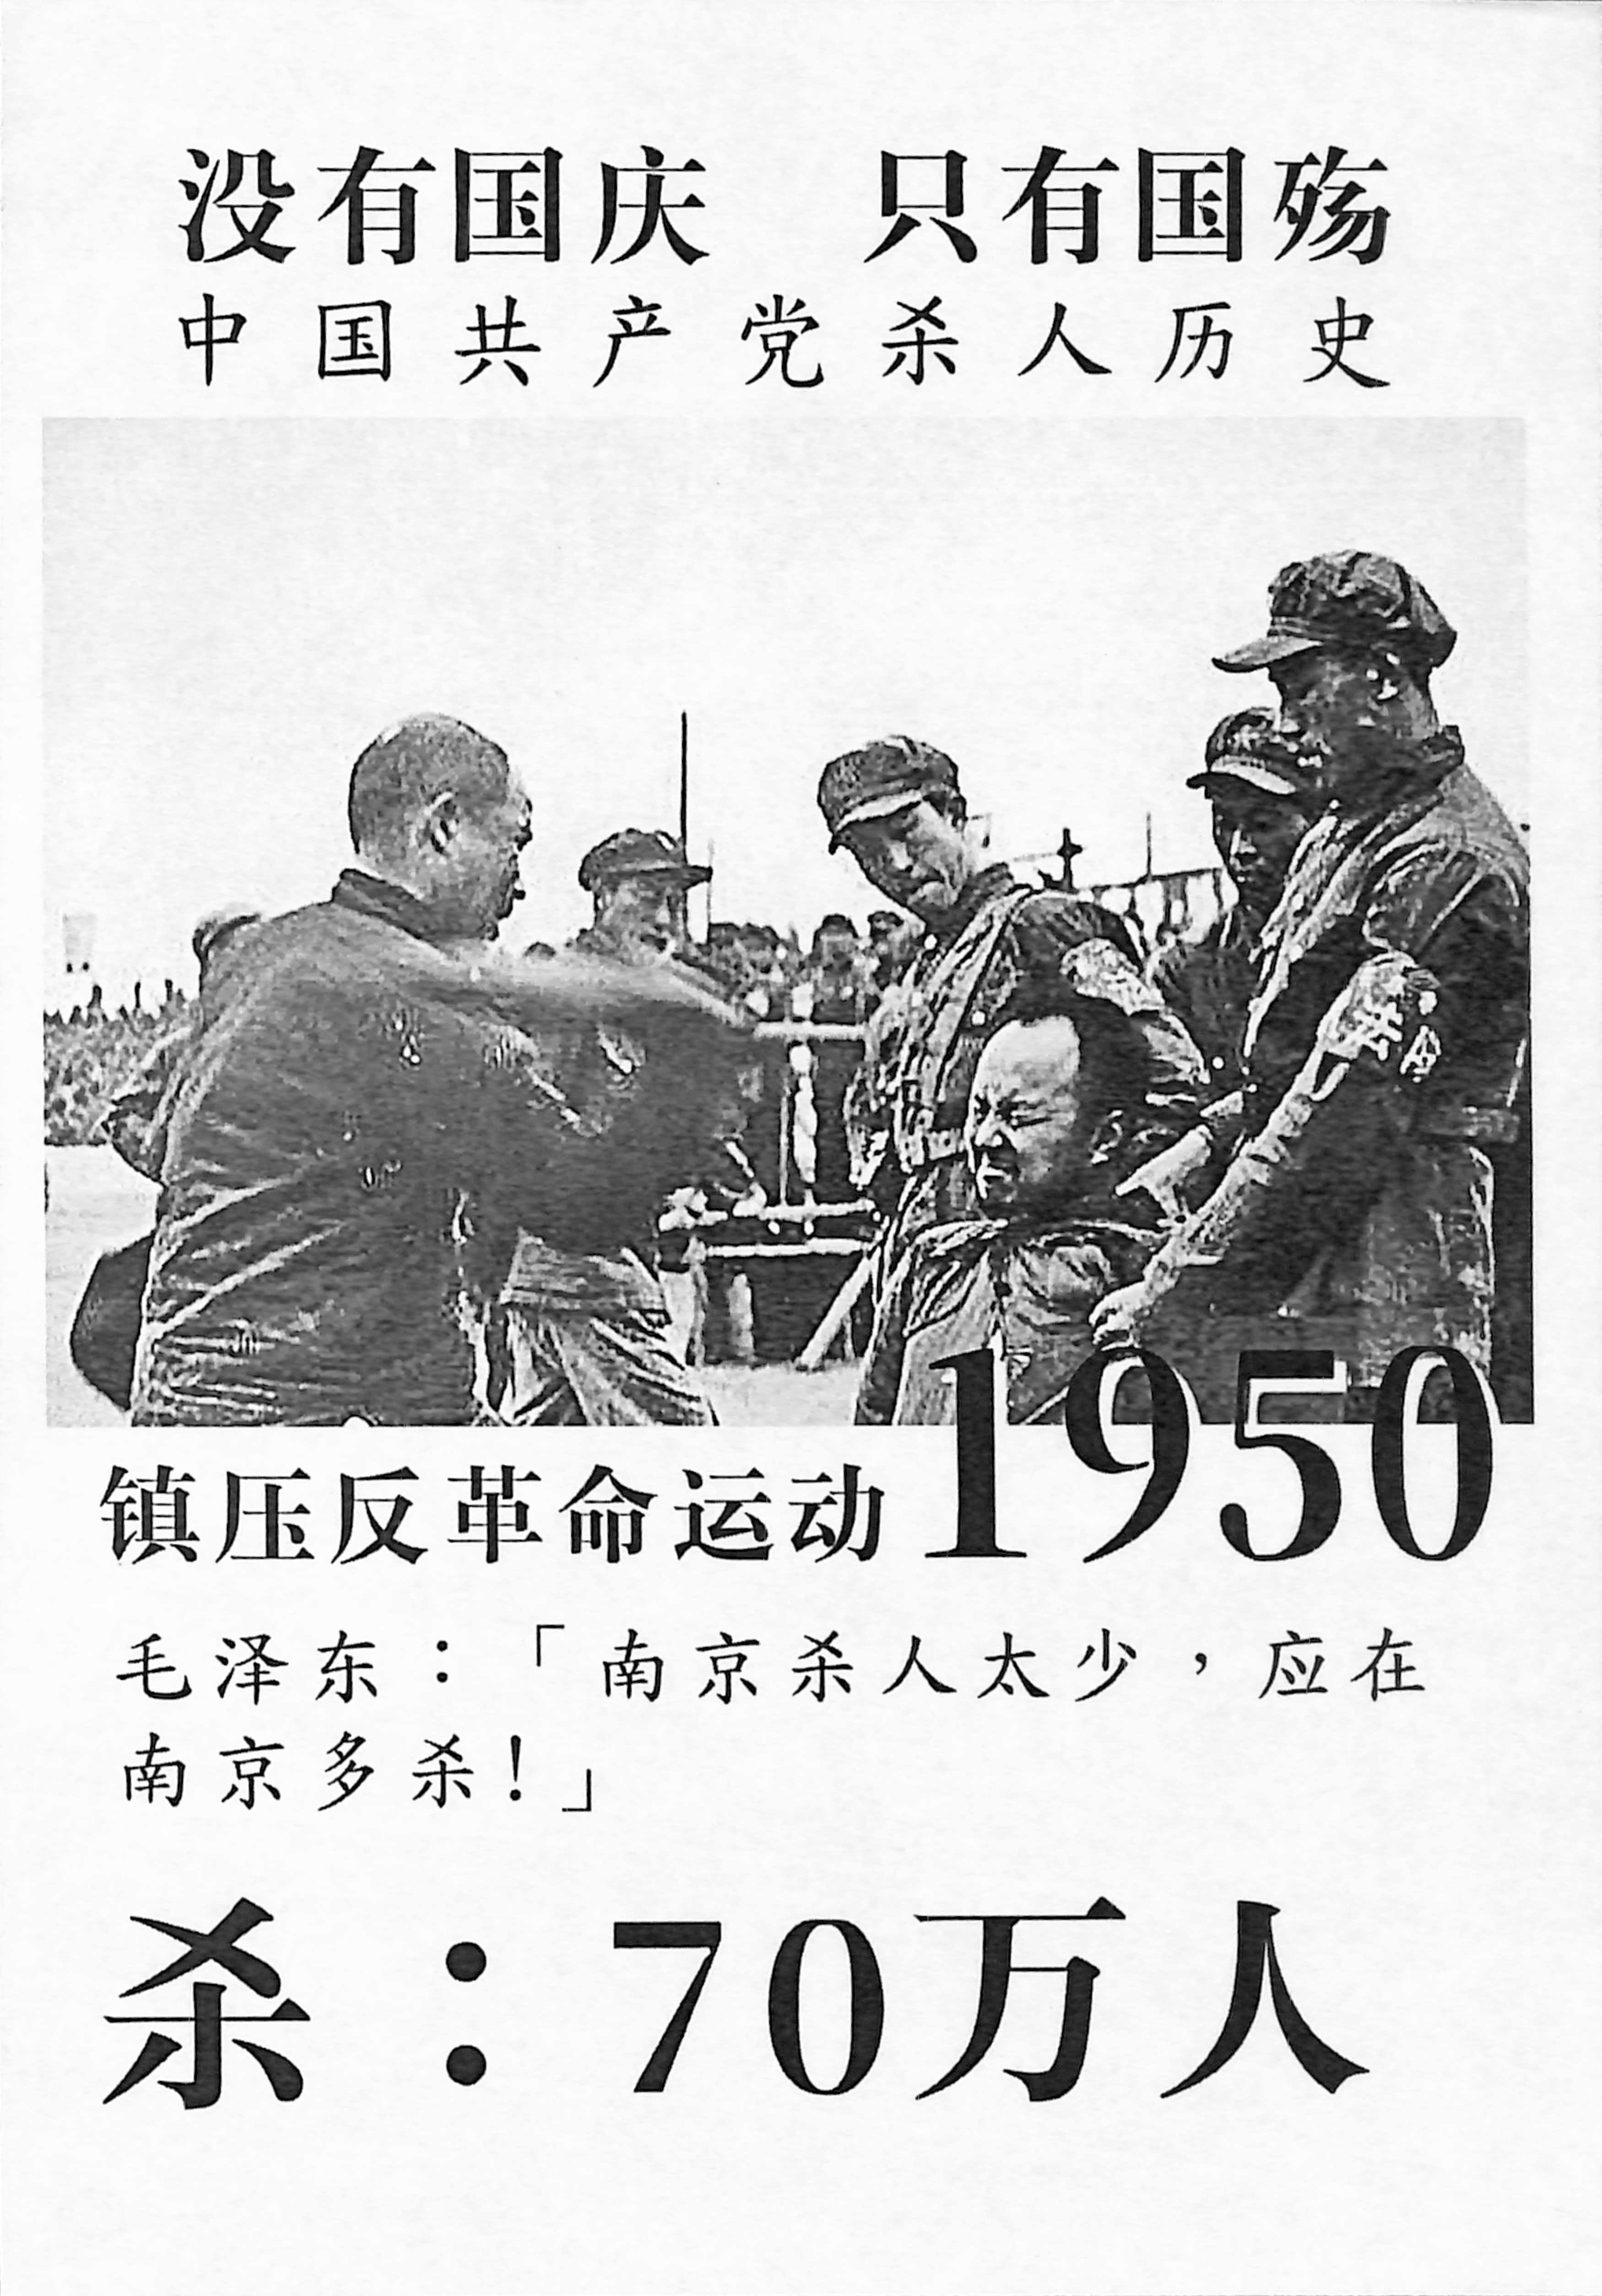 没有国庆 只有国殇
中国共产党杀人历史
1950
镇压反革命运动
毛泽东：「南京杀人太少，应在
南京多杀！」
杀：70万人